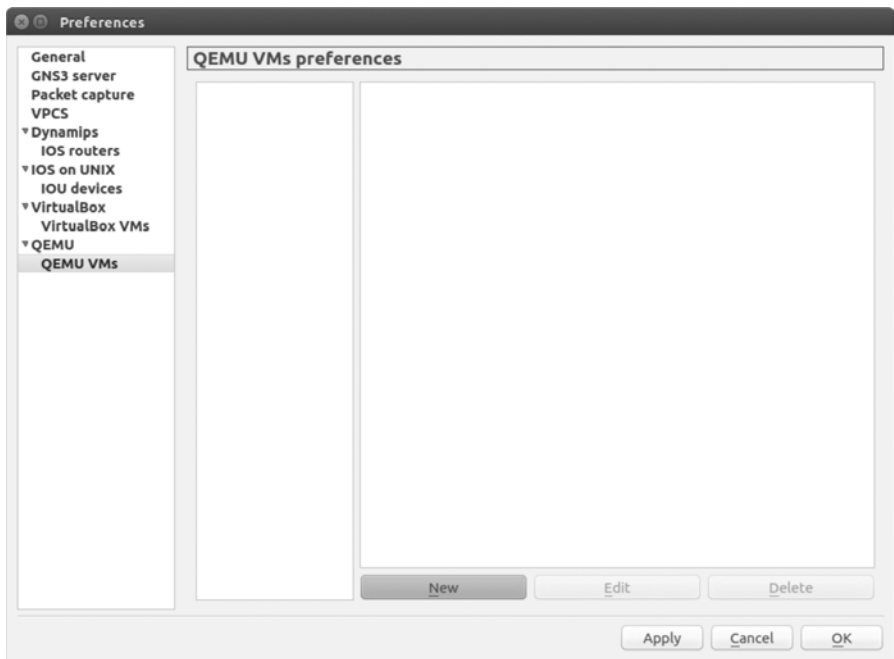 Preferences
General
GNS3 server
Packet capture
VPCS
Dynamips
IOS routers
IOS on UNIX
IOU devices
VirtualBox
VirtualBox VMs
QEMU
QEMU VMs
QEMU VMs preferences
New
Edit
Delete
Apply
Cancel
OK